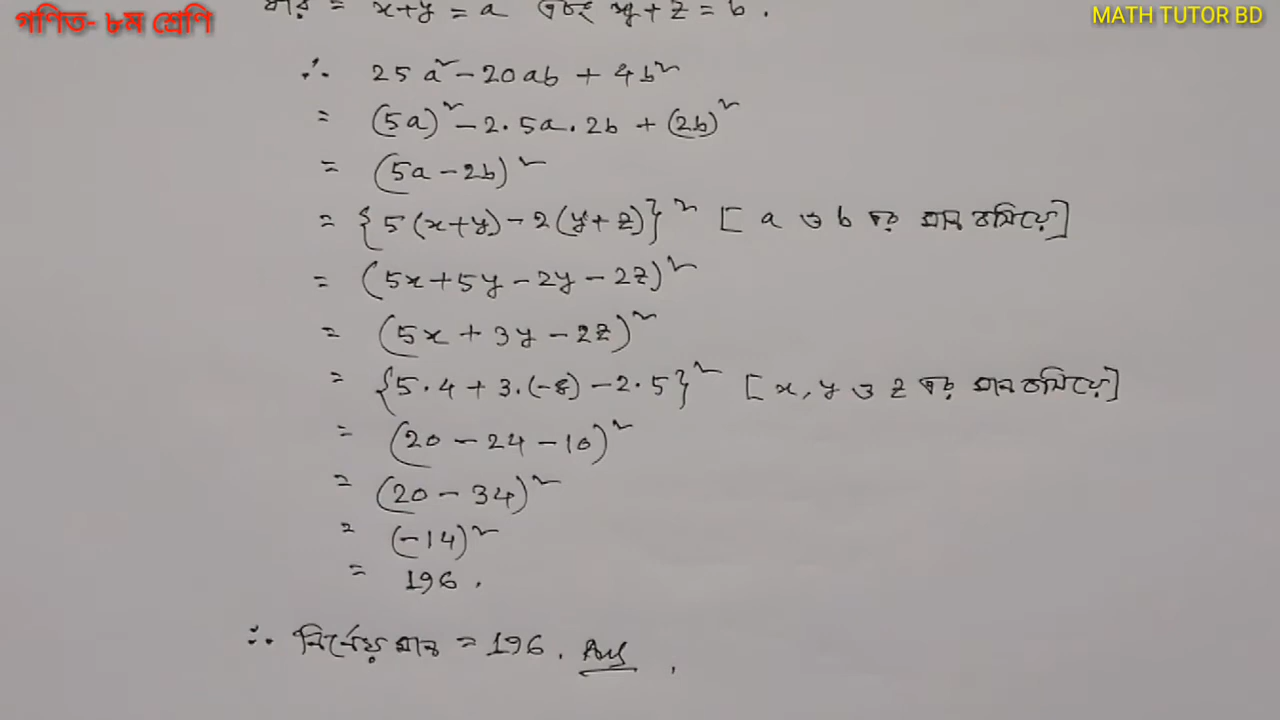 গণিত- ৮ম শ্রেণি
MATH TUTOR BD
= x+y = a এবং y+z = b .
∴ 25a² - 20ab + 4b²
= (5a)² - 2·5a·2b + (2b)²
= (5a - 2b)²
= {5(x+y) - 2(y+z)}² [a ও b এর মান বসিয়ে]
= (5x+5y-2y-2z)²
= (5x+3y-2z)²
= {5·4+3·(-8)-2·5}² [x, y ও z এর মান বসিয়ে]
= (20-24-10)²
= (20-34)²
= (-14)²
= 196 .
∴ নির্ণেয় মান = 196 . Ans .